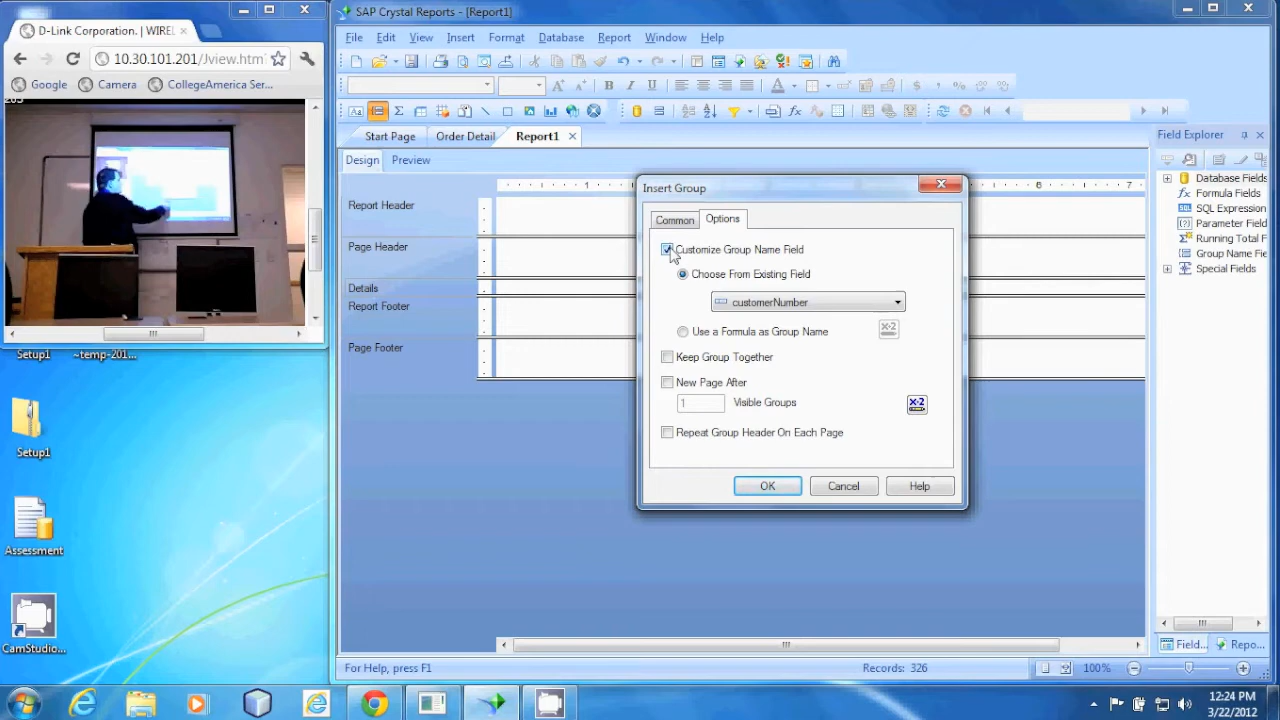 D-Link Corporation. | WIREL
10.30.101.201/Jview.htm
Google
Camera
CollegeAmerica Ser...
Setup1
~temp-201...
Setup1
Assessment
CamStudio...
SAP Crystal Reports - [Report1]
File Edit View Insert Format Database Report Window Help
Start Page
Order Detail
Report1
Design
Preview
Report Header
Page Header
Details
Report Footer
Page Footer
Insert Group
Common
Options
Customize Group Name Field
Choose From Existing Field
customerNumber
Use a Formula as Group Name
X-2
Keep Group Together
New Page After
1
Visible Groups
X-2
Repeat Group Header On Each Page
OK
Cancel
Help
Field Explorer
Database Fields
Formula Fields
SQL Expression
Parameter Field
Running Total F
Group Name Fie
Special Fields
Field...
Repo...
For Help, press F1
Records: 326
100%
12:24 PM
3/22/2012